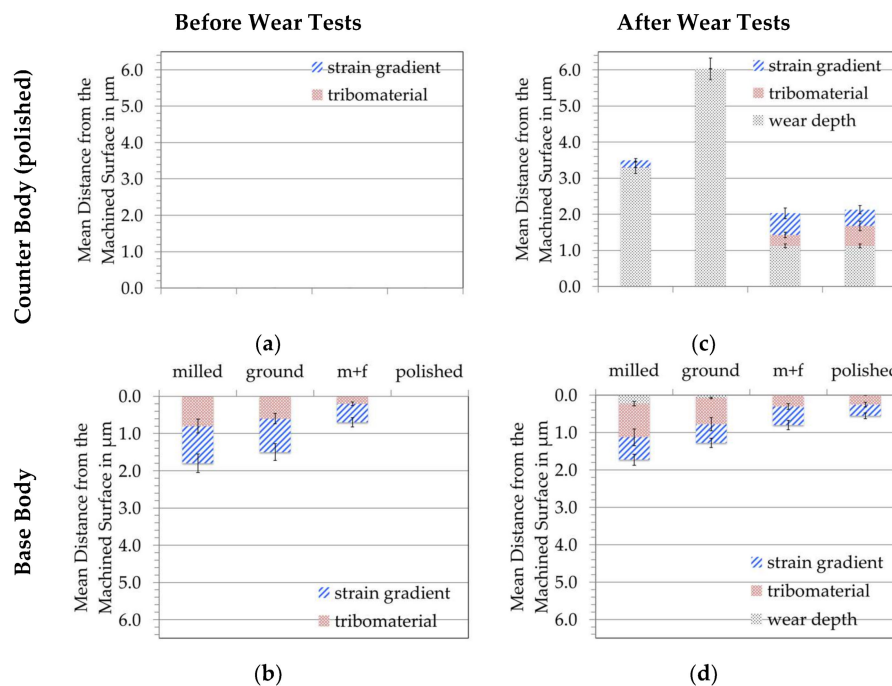 Before Wear Tests
After Wear Tests
Counter Body (polished)
Mean Distance from the
Machined Surface in µm
6.0
5.0
4.0
3.0
2.0
1.0
0.0
strain gradient
tribomaterial
(a)
Mean Distance from the
Machined Surface in µm
6.0
5.0
4.0
3.0
2.0
1.0
0.0
strain gradient
tribomaterial
wear depth
(c)
Base Body
milled ground m+f polished
Mean Distance from the
Machined Surface in µm
0.0
1.0
2.0
3.0
4.0
5.0
6.0
strain gradient
tribomaterial
(b)
milled ground m+f polished
Mean Distance from the
Machined Surface in µm
0.0
1.0
2.0
3.0
4.0
5.0
6.0
strain gradient
tribomaterial
wear depth
(d)